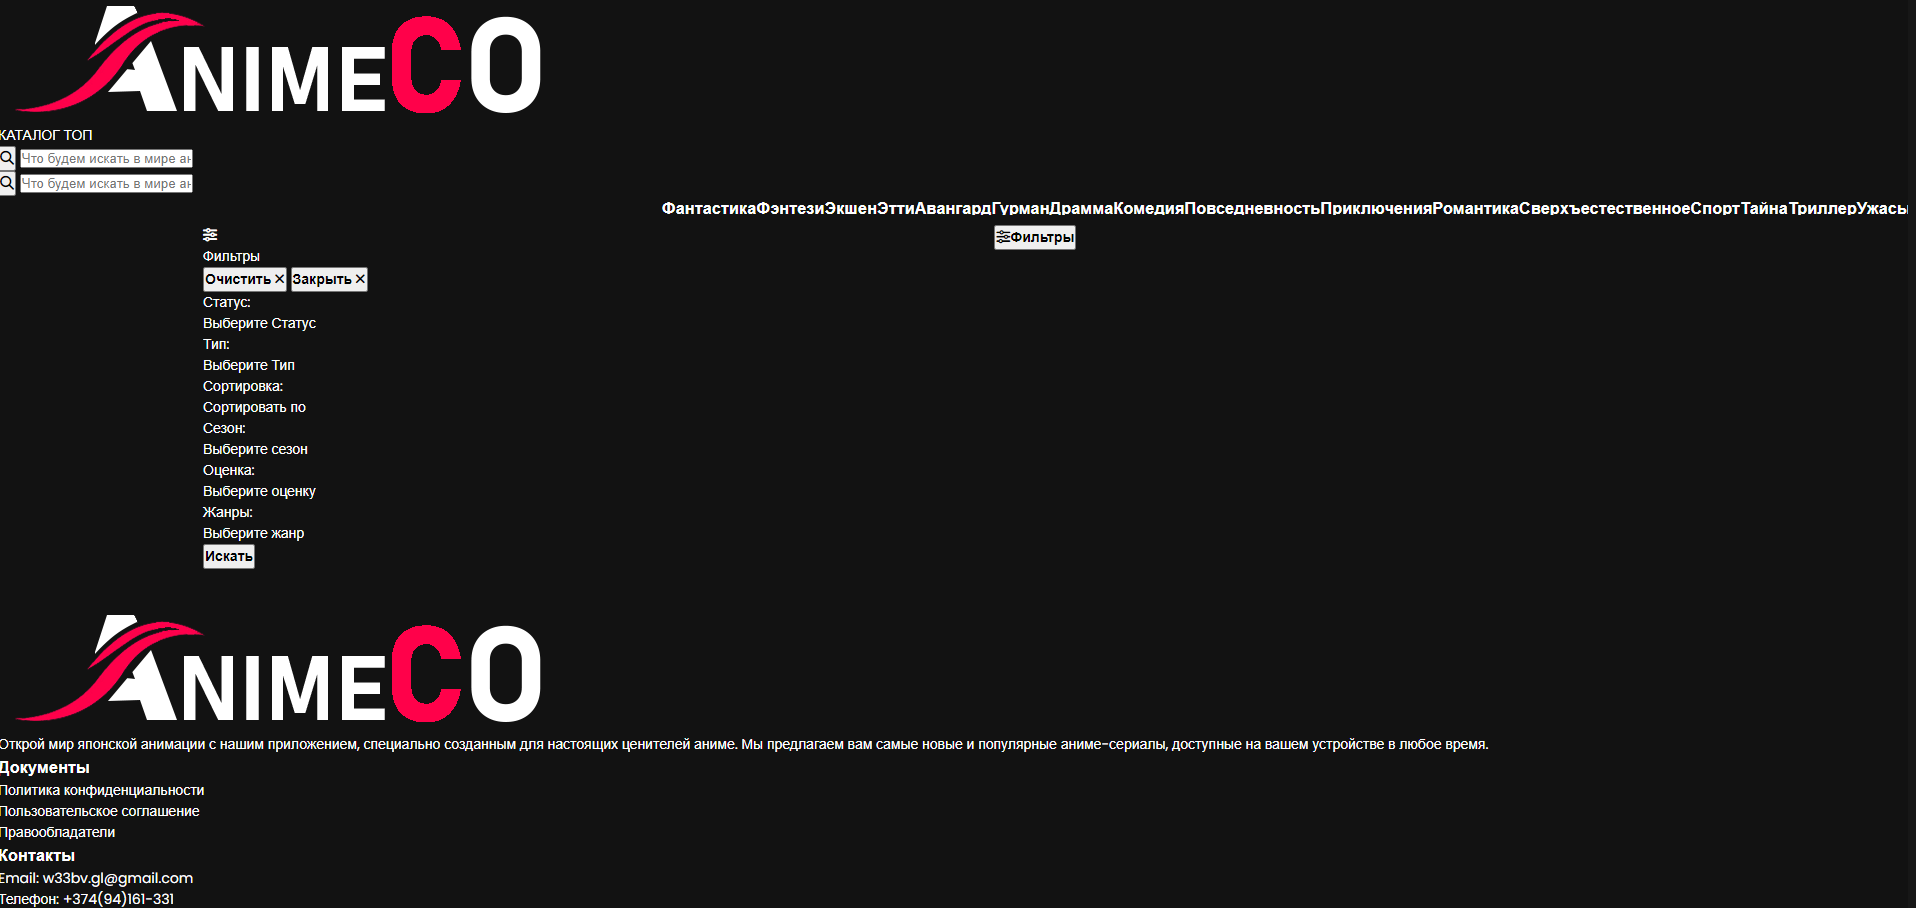 ANIMECO
КАТАЛОГ ТОП
Что будем искать в мире ан
Что будем искать в мире ан
ФантастикаФэнтезиЭкшенЭттиАвангардГурманДраммаКомедияПовседневностьПриключенияРомантикаСверхъестественноеСпортТайнаТриллерУжасы
Фильтры
Фильтры
Очистить ✕ Закрыть ✕
Статус:
Выберите Статус
Тип:
Выберите Тип
Сортировка:
Сортировать по
Сезон:
Выберите сезон
Оценка:
Выберите оценку
Жанры:
Выберите жанр
Искать
ANIMECO
Открой мир японской анимации с нашим приложением, специально созданным для настоящих ценителей аниме. Мы предлагаем вам самые новые и популярные аниме-сериалы, доступные на вашем устройстве в любое время.
Документы
Политика конфиденциальности
Пользовательское соглашение
Правообладатели
Контакты
Email: w33bv.gl@gmail.com
Телефон: +374(94)161-331